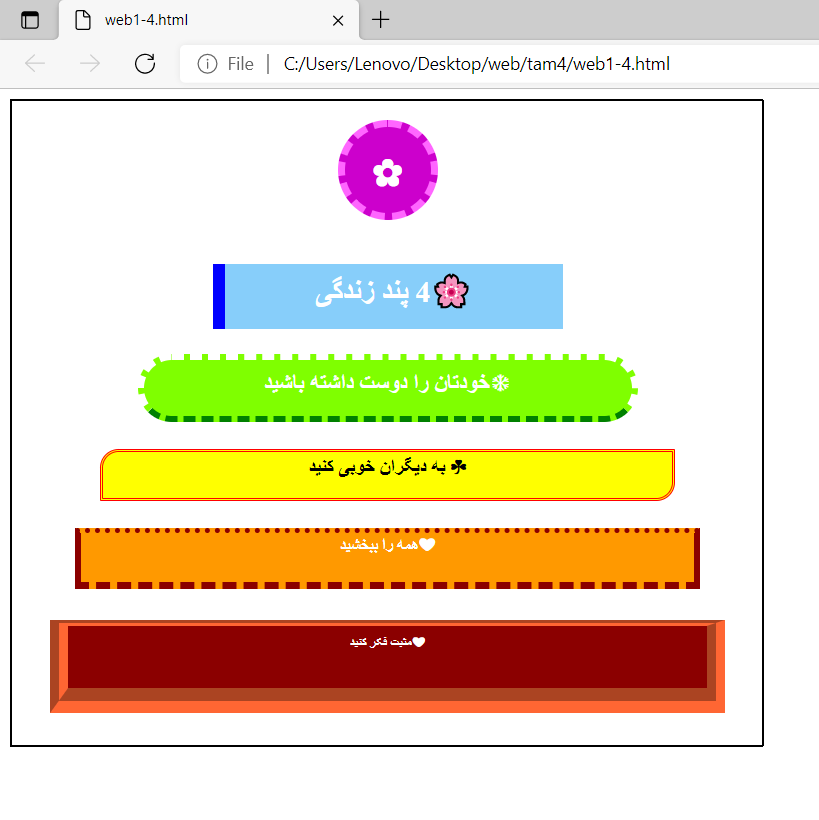 web1-4.html
File | C:/Users/Lenovo/Desktop/web/tam4/web1-4.html
✿
🌸4 پند زندگی
❄خودتان را دوست داشته باشید
☘ به دیگران خوبی کنید
❤همه را ببخشید
❤مثبت فکر کنید